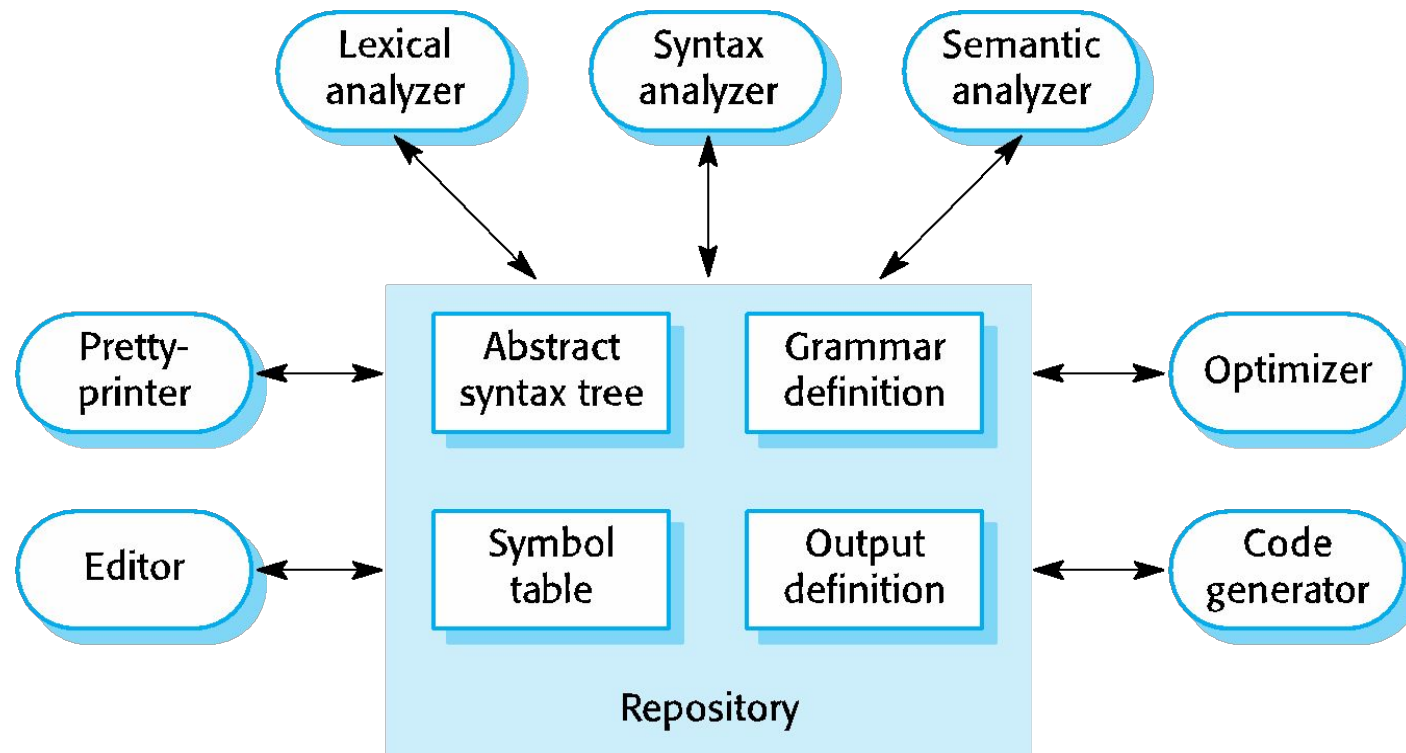 Lexical
analyzer
Syntax
analyzer
Semantic
analyzer
Pretty-
printer
Abstract
syntax tree
Grammar
definition
Optimizer
Editor
Symbol
table
Output
definition
Code
generator
Repository